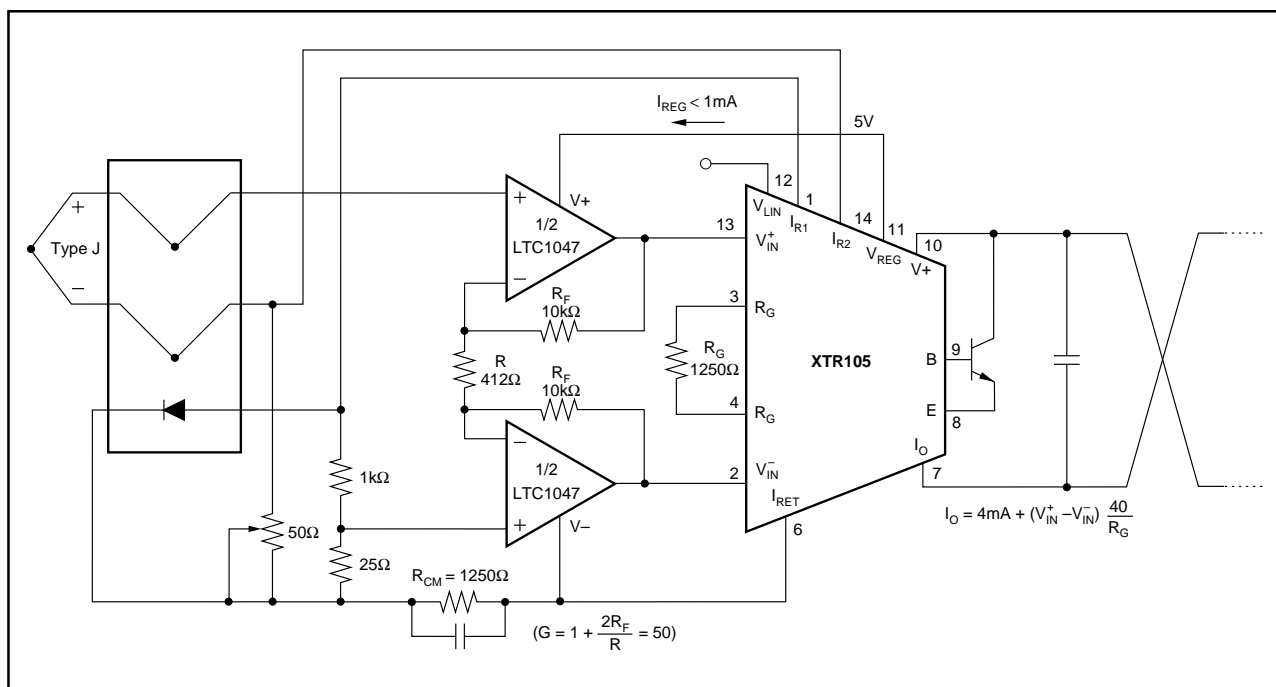 I_REG < 1mA
5V
Type J
+
–
+
–
V+
1/2
LTC1047
R_F
10kΩ
R
412Ω
R_F
10kΩ
–
+
1/2
LTC1047
V–
1kΩ
25Ω
50Ω
R_CM = 1250Ω
(G = 1 + 2R_F/R = 50)
12
1
14
11
10
13
3
4
2
6
7
8
9
V_LIN
I_R1
I_R2
V_REG
V+
V_IN^+
R_G
R_G
1250Ω
R_G
V_IN^–
I_RET
XTR105
B
E
I_O
I_O = 4mA + (V_IN^+ – V_IN^–) 40/R_G